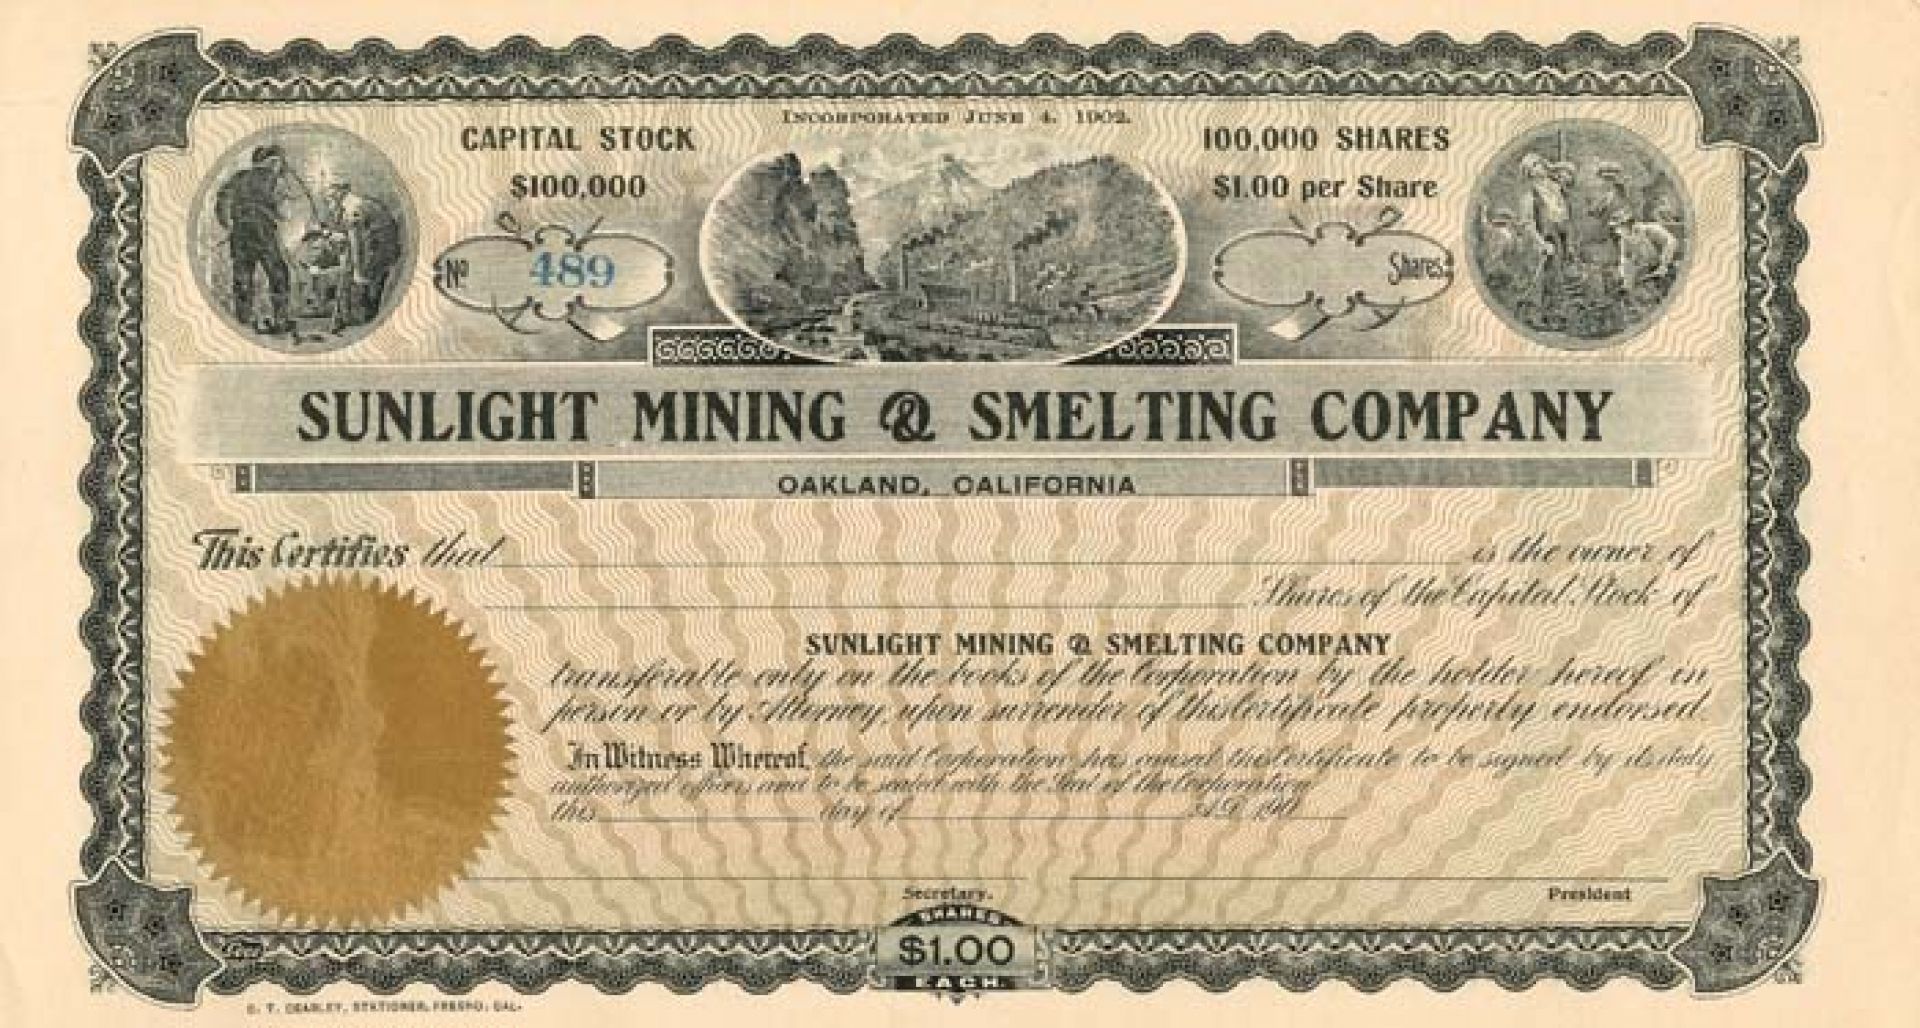 INCORPORATED JUNE 4, 1902.
CAPITAL STOCK
$100,000
100,000 SHARES
$1.00 per Share
No 489
Shares
SUNLIGHT MINING & SMELTING COMPANY
OAKLAND, CALIFORNIA
This Certifies that is the owner of
Shares of the Capital Stock of
SUNLIGHT MINING & SMELTING COMPANY
transferable only on the books of the Corporation by the holder hereof in
person or by Attorney, upon surrender of this Certificate properly endorsed.
In Witness Whereof, the said Corporation has caused this Certificate to be signed by its duly
authorized officers and to be sealed with the Seal of the Corporation
this day of A.D. 190
Secretary.
President
SHARES
$1.00
EACH.
STATIONER, FRESNO, CAL.